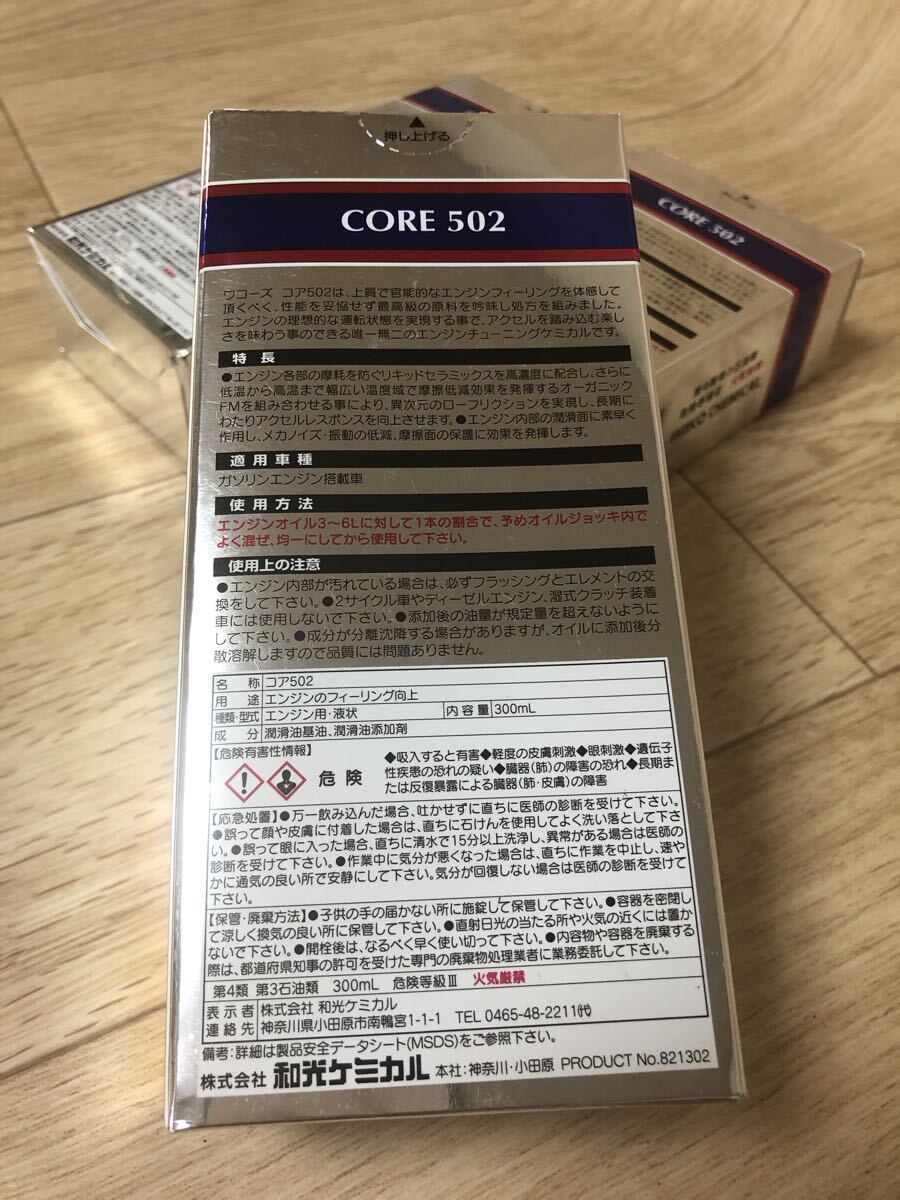 押し上げる
CORE 502
ワコーズ コア502は、上質で官能的なエンジンフィーリングを体感して
頂くべく、性能を妥協せず最高級の原料を吟味し処方を組みました。
エンジンの理想的な運転状態を実現する事で、アクセルを踏み込む楽し
さを味わう事のできる唯一無二のエンジンチューニングケミカルです。
特長
●エンジン各部の摩耗を防ぐリキッドセラミックスを高濃度に配合し、さらに
低温から高温まで幅広い温度域で摩擦低減効果を発揮するオーガニック
FMを組み合わせる事により、異次元のローフリクションを実現し、長期に
わたりアクセルレスポンスを向上させます。●エンジン内部の潤滑面に素早く
作用し、メカノイズ・振動の低減、摩擦面の保護に効果を発揮します。
適用車種
ガソリンエンジン搭載車
使用方法
エンジンオイル3～6Lに対して1本の割合で、予めオイルジョッキ内で
よく混ぜ、均一にしてから使用して下さい。
使用上の注意
●エンジン内部が汚れている場合は、必ずフラッシングとエレメントの交
換をして下さい。●2サイクル車やディーゼルエンジン、湿式クラッチ装着
車には使用しないで下さい。●添加後の油量が規定量を超えないように
して下さい。●成分が分離沈降する場合がありますが、オイルに添加後分
散溶解しますので品質には問題ありません。
名 称 コア502
用 途 エンジンのフィーリング向上
種類・型式 エンジン用・液状 内容量 300mL
成 分 潤滑油基油、潤滑油添加剤
【危険有害性情報】
危険
◆吸入すると有害◆軽度の皮膚刺激◆眼刺激◆遺伝子
性疾患の恐れの疑い◆臓器(肺)の障害の恐れ◆長期ま
たは反復暴露による臓器(肺・皮膚)の障害
【応急処置】●万一飲み込んだ場合、吐かせずに直ちに医師の診断を受けて下さい。
●誤って顔や皮膚に付着した場合は、直ちに石けんを使用してよく洗い落として下さ
い。●誤って眼に入った場合、直ちに清水で15分以上洗浄し、異常がある場合は医師の
診断を受けて下さい。●作業中に気分が悪くなった場合は、直ちに作業を中止し、速や
かに通気の良い所で安静にして下さい。気分が回復しない場合は医師の診断を受けて
下さい。
【保管・廃棄方法】●子供の手の届かない所に施錠して保管して下さい。●容器を密閉し
て涼しく換気の良い所に保管して下さい。●直射日光の当たる所や火気の近くには置か
ないで下さい。●開栓後は、なるべく早く使い切って下さい。●内容物や容器を廃棄する
際は、都道府県知事の許可を受けた専門の廃棄物処理業者に業務委託して下さい。
第4類 第3石油類 300mL 危険等級Ⅲ 火気厳禁
表示者 株式会社 和光ケミカル
連絡先 神奈川県小田原市南鴨宮1-1-1 TEL 0465-48-2211㈹
備考:詳細は製品安全データシート(MSDS)をご参照下さい。
株式会社 和光ケミカル 本社:神奈川・小田原 PRODUCT No.821302
CORE 502